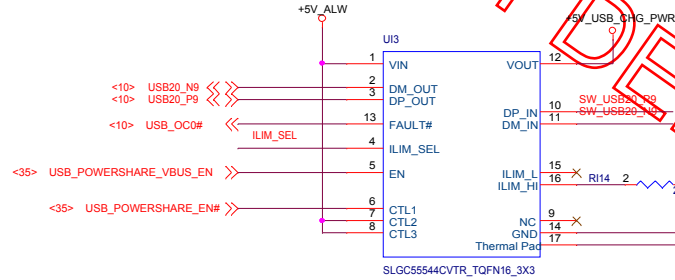 +5V_ALW
+5V_USB_CHG_PWR
UI3
1 VIN VOUT 12
<10> USB20_N9 2 DM_OUT
<10> USB20_P9 3 DP_OUT
DP_IN 10 SW_USB20_P9
DM_IN 11 SW_USB20_N9
<10> USB_OC0# 13 FAULT#
ILIM_SEL 4 ILIM_SEL
<35> USB_POWERSHARE_VBUS_EN 5 EN
ILIM_L 15
ILIM_HI 16 RI14 2
<35> USB_POWERSHARE_EN# 6 CTL1
7 CTL2
8 CTL3
NC 9
GND 14
Thermal Pad 17
SLGC55544CVTR_TQFN16_3X3